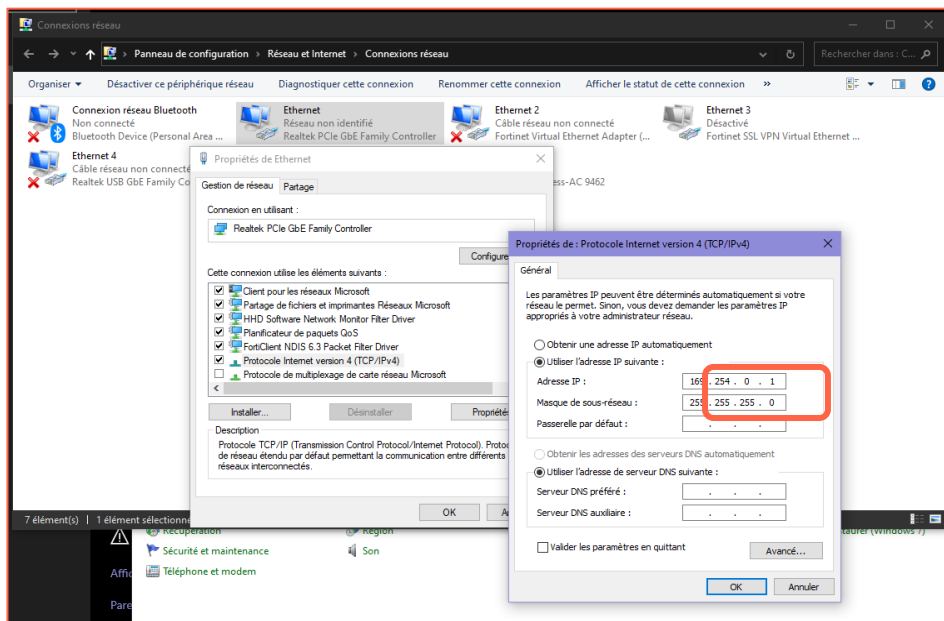 Connexions réseau
Panneau de configuration > Réseau et Internet > Connexions réseau
Rechercher dans : C...
Organiser
Désactiver ce périphérique réseau
Diagnostiquer cette connexion
Renommer cette connexion
Afficher le statut de cette connexion
»
Connexion réseau Bluetooth
Non connecté
Bluetooth Device (Personal Area ...
Ethernet
Réseau non identifié
Realtek PCIe GbE Family Controller
Ethernet 2
Câble réseau non connecté
Fortinet Virtual Ethernet Adapter (...
Ethernet 3
Désactivé
Fortinet SSL VPN Virtual Ethernet ...
Ethernet 4
Câble réseau non connecté
Realtek USB GbE Family Co
ess-AC 9462
Propriétés de Ethernet
Gestion de réseau
Partage
Connexion en utilisant :
Realtek PCIe GbE Family Controller
Configure
Cette connexion utilise les éléments suivants :
Client pour les réseaux Microsoft
Partage de fichiers et imprimantes Réseaux Microsoft
HHD Software Network Monitor Filter Driver
Planificateur de paquets QoS
FortiClient NDIS 6.3 Packet Filter Driver
Protocole Internet version 4 (TCP/IPv4)
Protocole de multiplexage de carte réseau Microsoft
Installer...
Désinstaller
Propriétés
Description
Protocole TCP/IP (Transmission Control Protocol/Internet Protocol). Proto
de réseau étendu par défaut permettant la communication entre différents
réseaux interconnectés.
OK
Propriétés de : Protocole Internet version 4 (TCP/IPv4)
Général
Les paramètres IP peuvent être déterminés automatiquement si votre
réseau le permet. Sinon, vous devez demander les paramètres IP
appropriés à votre administrateur réseau.
Obtenir une adresse IP automatiquement
Utiliser l'adresse IP suivante :
Adresse IP :
169 . 254 . 0 . 1
Masque de sous-réseau :
255 . 255 . 255 . 0
Passerelle par défaut :
. . .
Obtenir les adresses des serveurs DNS automatiquement
Utiliser l'adresse de serveur DNS suivante :
Serveur DNS préféré :
. . .
Serveur DNS auxiliaire :
. . .
Valider les paramètres en quittant
Avancé...
OK
Annuler
7 élément(s)
1 élément sélectionné
Récupération
Région
staurer (Windows 7)
Sécurité et maintenance
Son
Téléphone et modem
Affic
Pare